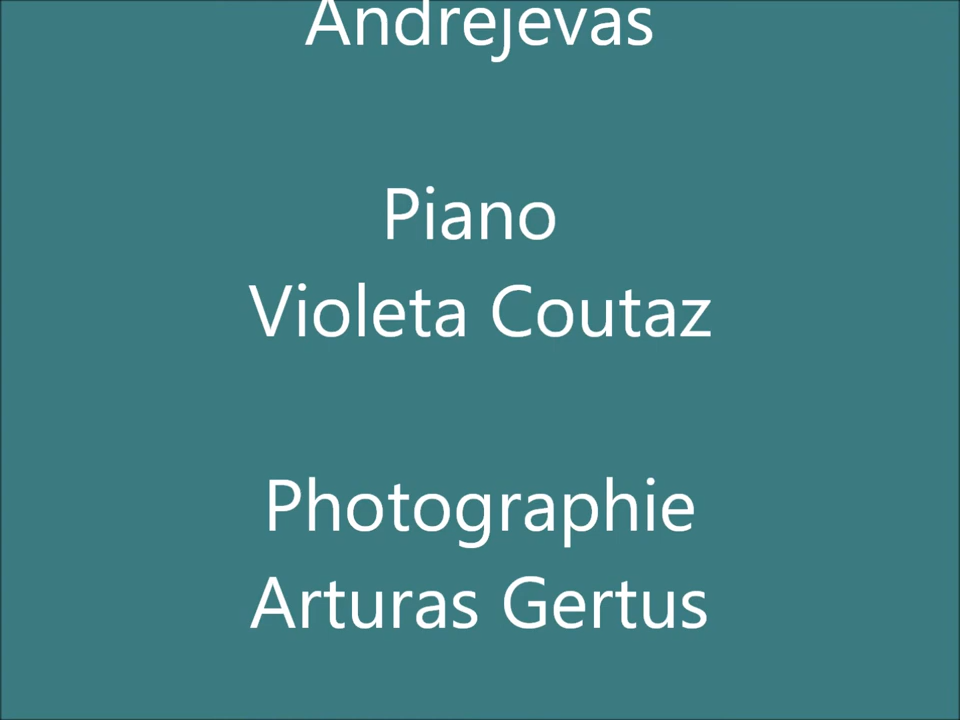 Andrejevas
Piano
Violeta Coutaz
Photographie
Arturas Gertus